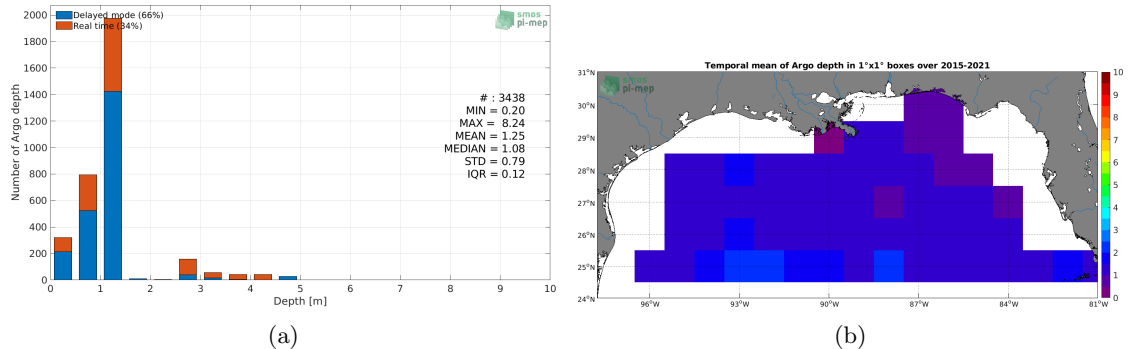 Delayed mode (66%)
Real time (34%)
smos
pi-mep
2000
1800
1600
1400
1200
1000
800
600
400
200
0
Number of Argo depth
# : 3438
MIN = 0.20
MAX = 8.24
MEAN = 1.25
MEDIAN = 1.08
STD = 0.79
IQR = 0.12
0 1 2 3 4 5 6 7 8 9 10
Depth [m]
(a)
Temporal mean of Argo depth in 1°x1° boxes over 2015-2021
smos
pi-mep
31°N
30°N
29°N
28°N
27°N
26°N
25°N
24°N
96°W 93°W 90°W 87°W 84°W 81°W
10
9
8
7
6
5
4
3
2
1
0
(b)